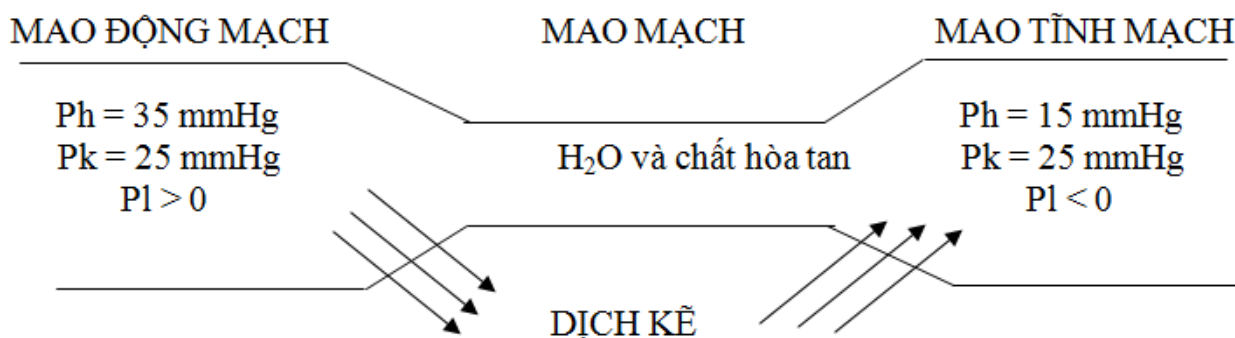 MAO ĐỘNG MẠCH
MAO MẠCH
MAO TĨNH MẠCH
Ph = 35 mmHg
Pk = 25 mmHg
Pl > 0
H₂O và chất hòa tan
Ph = 15 mmHg
Pk = 25 mmHg
Pl < 0
DỊCH KẼ